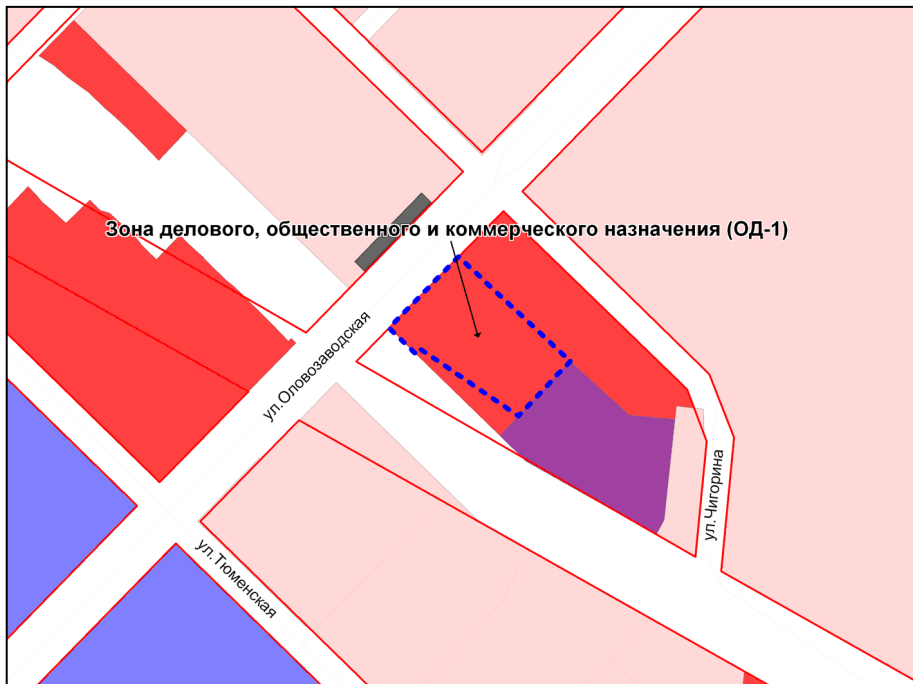 Зона делового, общественного и коммерческого назначения (ОД-1)
ул.Оловозаводская
ул.Чигорина
ул.Тюменская